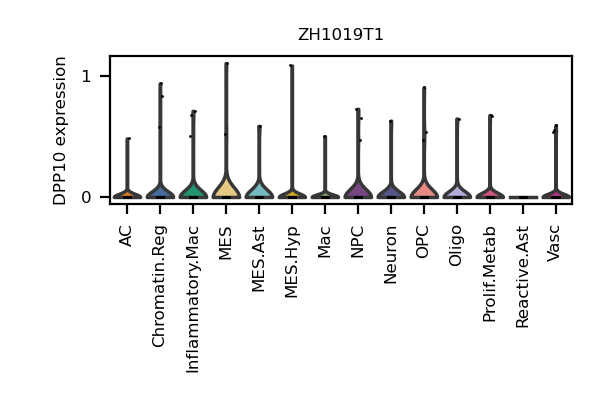 ZH1019T1
DPP10 expression
1
0
AC
Chromatin.Reg
Inflammatory.Mac
MES
MES.Ast
MES.Hyp
Mac
NPC
Neuron
OPC
Oligo
Prolif.Metab
Reactive.Ast
Vasc